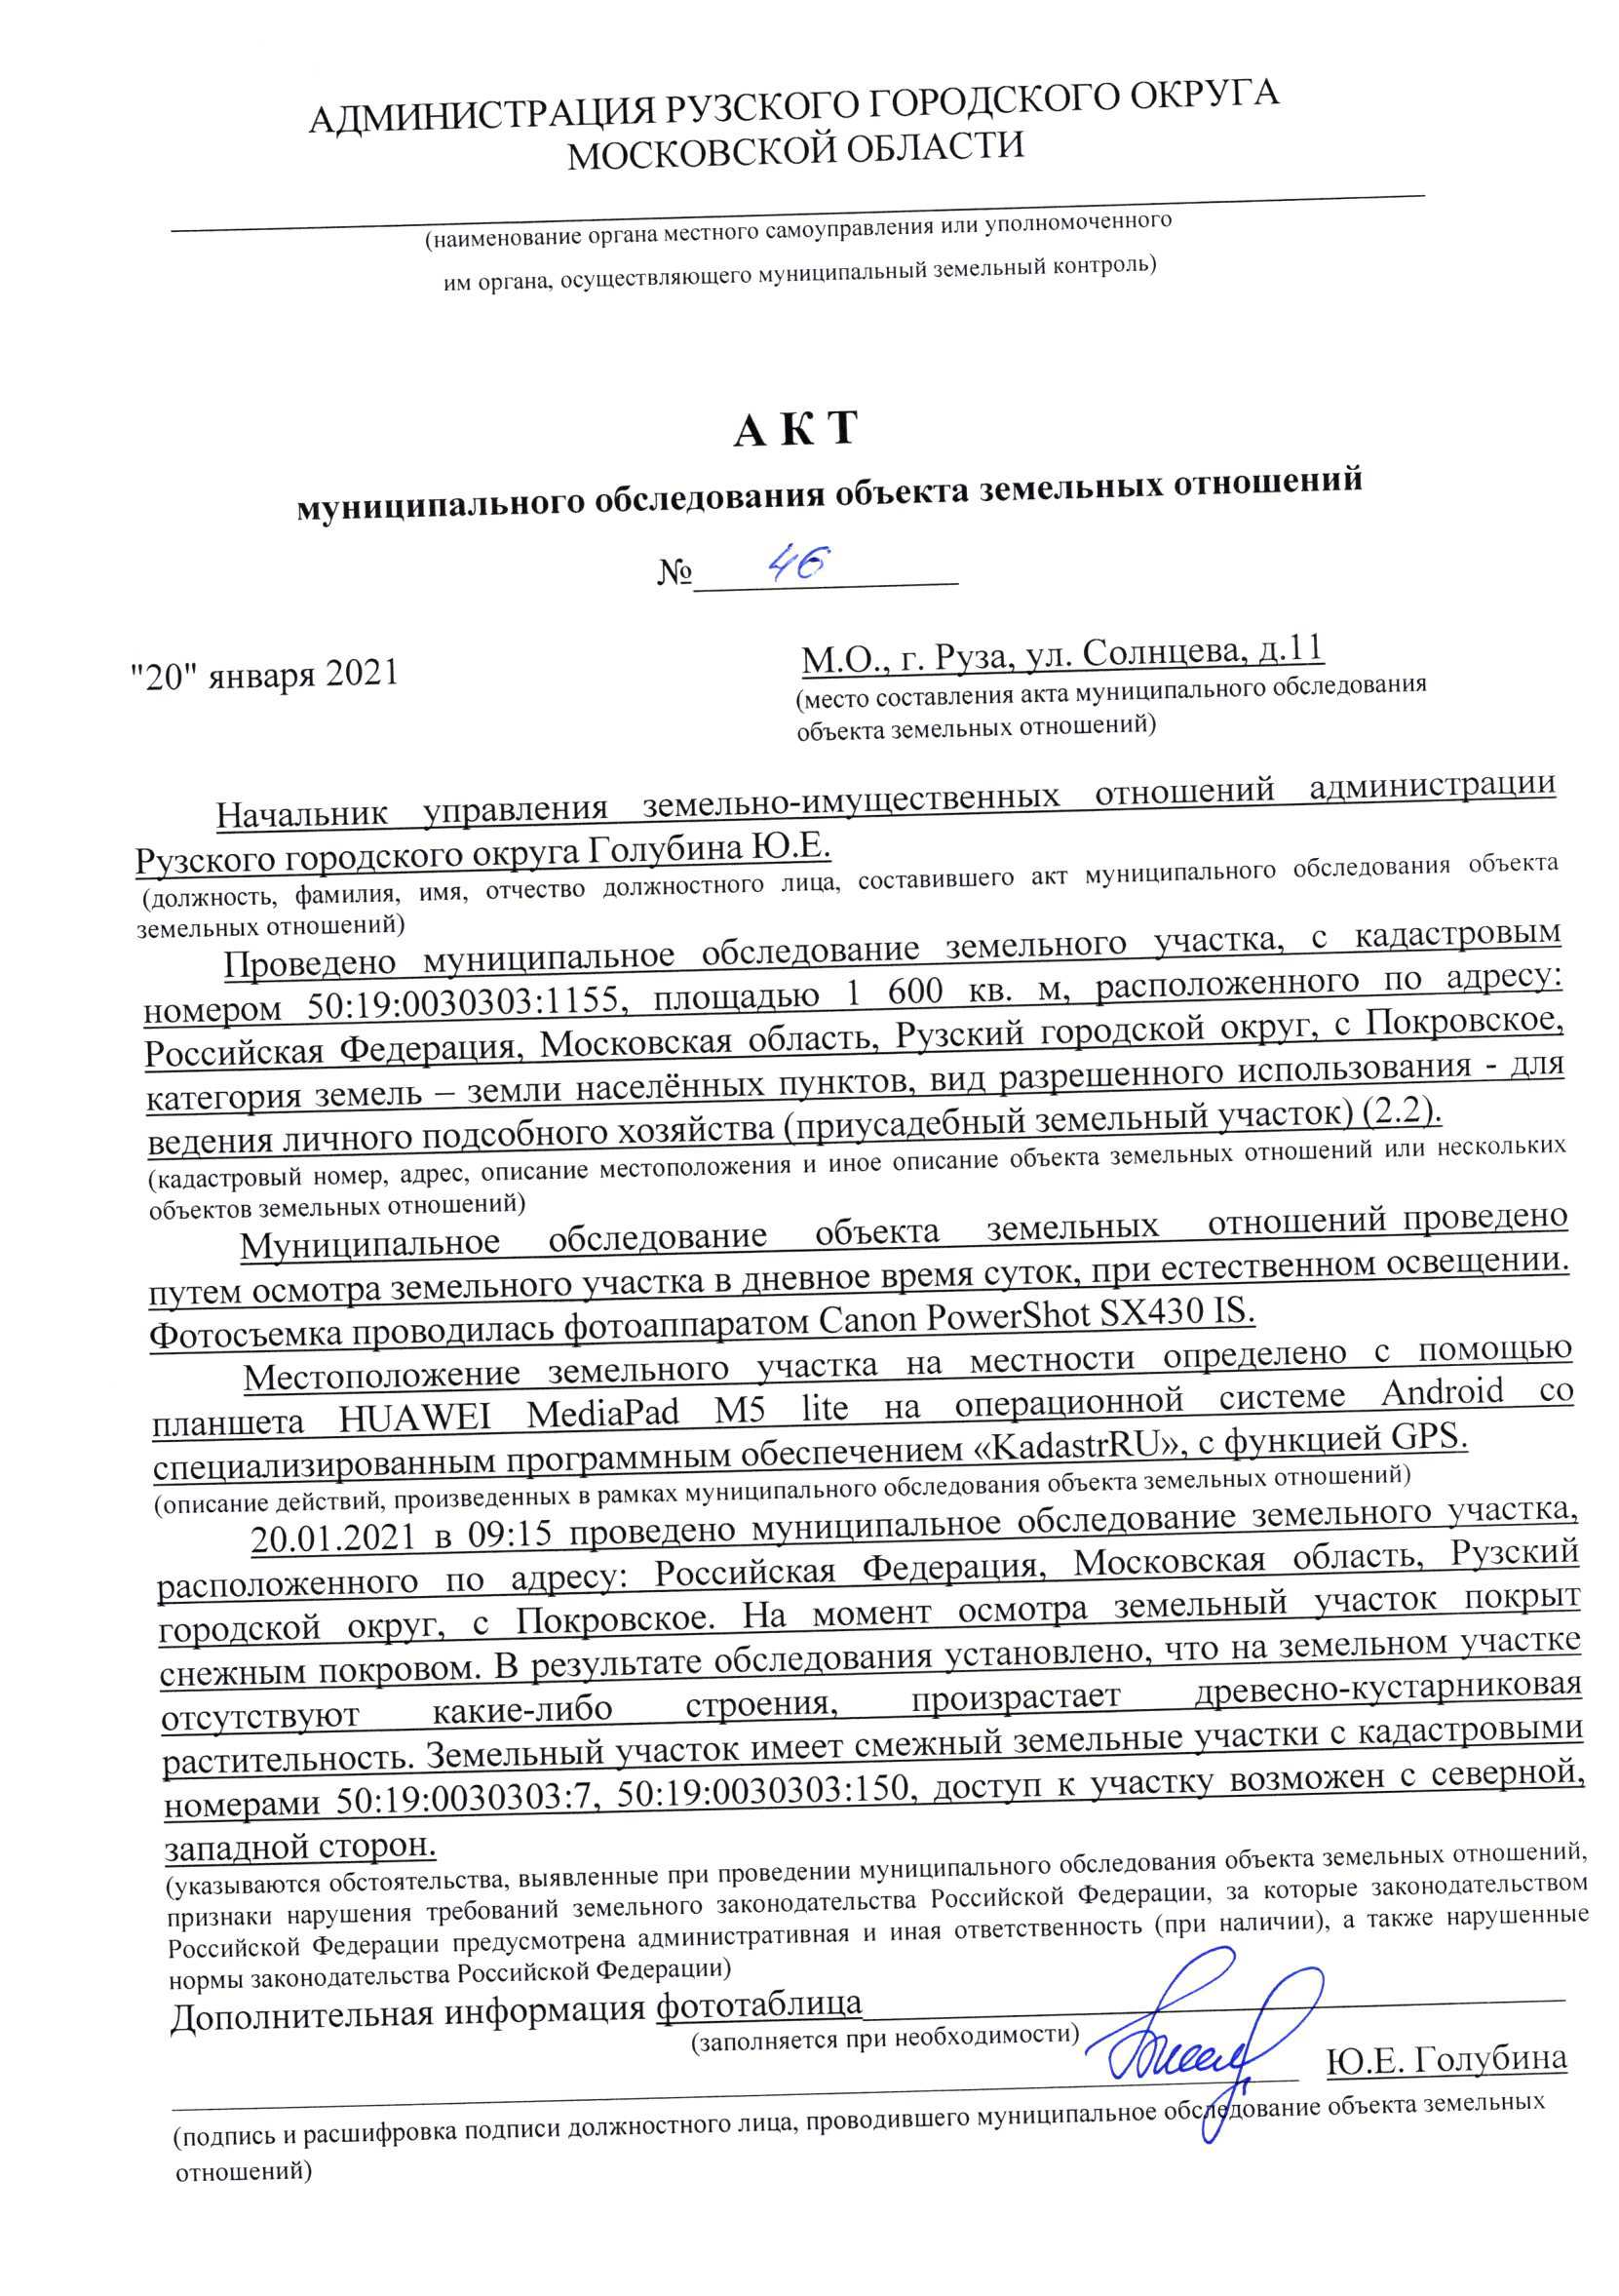 АДМИНИСТРАЦИЯ РУЗСКОГО ГОРОДСКОГО ОКРУГА
МОСКОВСКОЙ ОБЛАСТИ
(наименование органа местного самоуправления или уполномоченного
им органа, осуществляющего муниципальный земельный контроль)
А К Т
муниципального обследования объекта земельных отношений
№ 46
"20" января 2021
М.О., г. Руза, ул. Солнцева, д.11
(место составления акта муниципального обследования
объекта земельных отношений)
Начальник управления земельно-имущественных отношений администрации
Рузского городского округа Голубина Ю.Е.
(должность, фамилия, имя, отчество должностного лица, составившего акт муниципального обследования объекта
земельных отношений)
Проведено муниципальное обследование земельного участка, с кадастровым
номером 50:19:0030303:1155, площадью 1 600 кв. м, расположенного по адресу:
Российская Федерация, Московская область, Рузский городской округ, с Покровское,
категория земель – земли населённых пунктов, вид разрешенного использования - для
ведения личного подсобного хозяйства (приусадебный земельный участок) (2.2).
(кадастровый номер, адрес, описание местоположения и иное описание объекта земельных отношений или нескольких
объектов земельных отношений)
Муниципальное обследование объекта земельных отношений проведено
путем осмотра земельного участка в дневное время суток, при естественном освещении.
Фотосъемка проводилась фотоаппаратом Canon PowerShot SX430 IS.
Местоположение земельного участка на местности определено с помощью
планшета HUAWEI MediaPad M5 lite на операционной системе Android со
специализированным программным обеспечением «KadastrRU», с функцией GPS.
(описание действий, произведенных в рамках муниципального обследования объекта земельных отношений)
20.01.2021 в 09:15 проведено муниципальное обследование земельного участка,
расположенного по адресу: Российская Федерация, Московская область, Рузский
городской округ, с Покровское. На момент осмотра земельный участок покрыт
снежным покровом. В результате обследования установлено, что на земельном участке
отсутствуют какие-либо строения, произрастает древесно-кустарниковая
растительность. Земельный участок имеет смежный земельные участки с кадастровыми
номерами 50:19:0030303:7, 50:19:0030303:150, доступ к участку возможен с северной,
западной сторон.
(указываются обстоятельства, выявленные при проведении муниципального обследования объекта земельных отношений,
признаки нарушения требований земельного законодательства Российской Федерации, за которые законодательством
Российской Федерации предусмотрена административная и иная ответственность (при наличии), а также нарушенные
нормы законодательства Российской Федерации)
Дополнительная информация фототаблица
(заполняется при необходимости)
Ю.Е. Голубина
(подпись и расшифровка подписи должностного лица, проводившего муниципальное обследование объекта земельных
отношений)